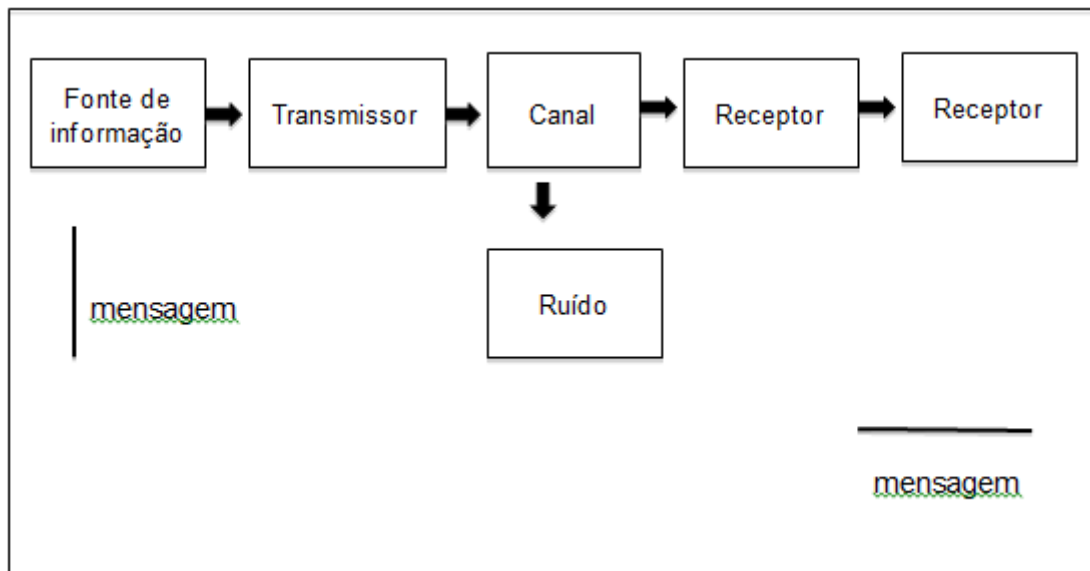 Fonte de
informação
Transmissor
Canal
Receptor
Receptor
mensagem
Ruído
mensagem